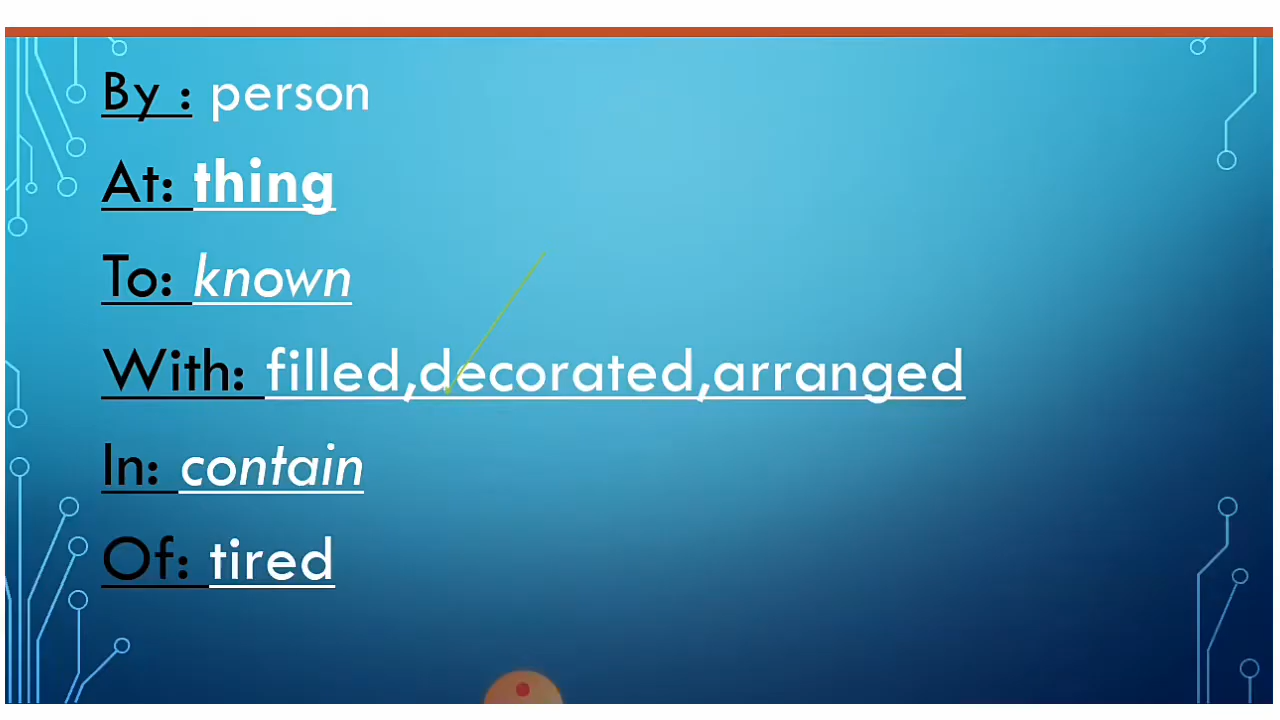 By : person
At: thing
To: known
With: filled,decorated,arranged
In: contain
Of: tired